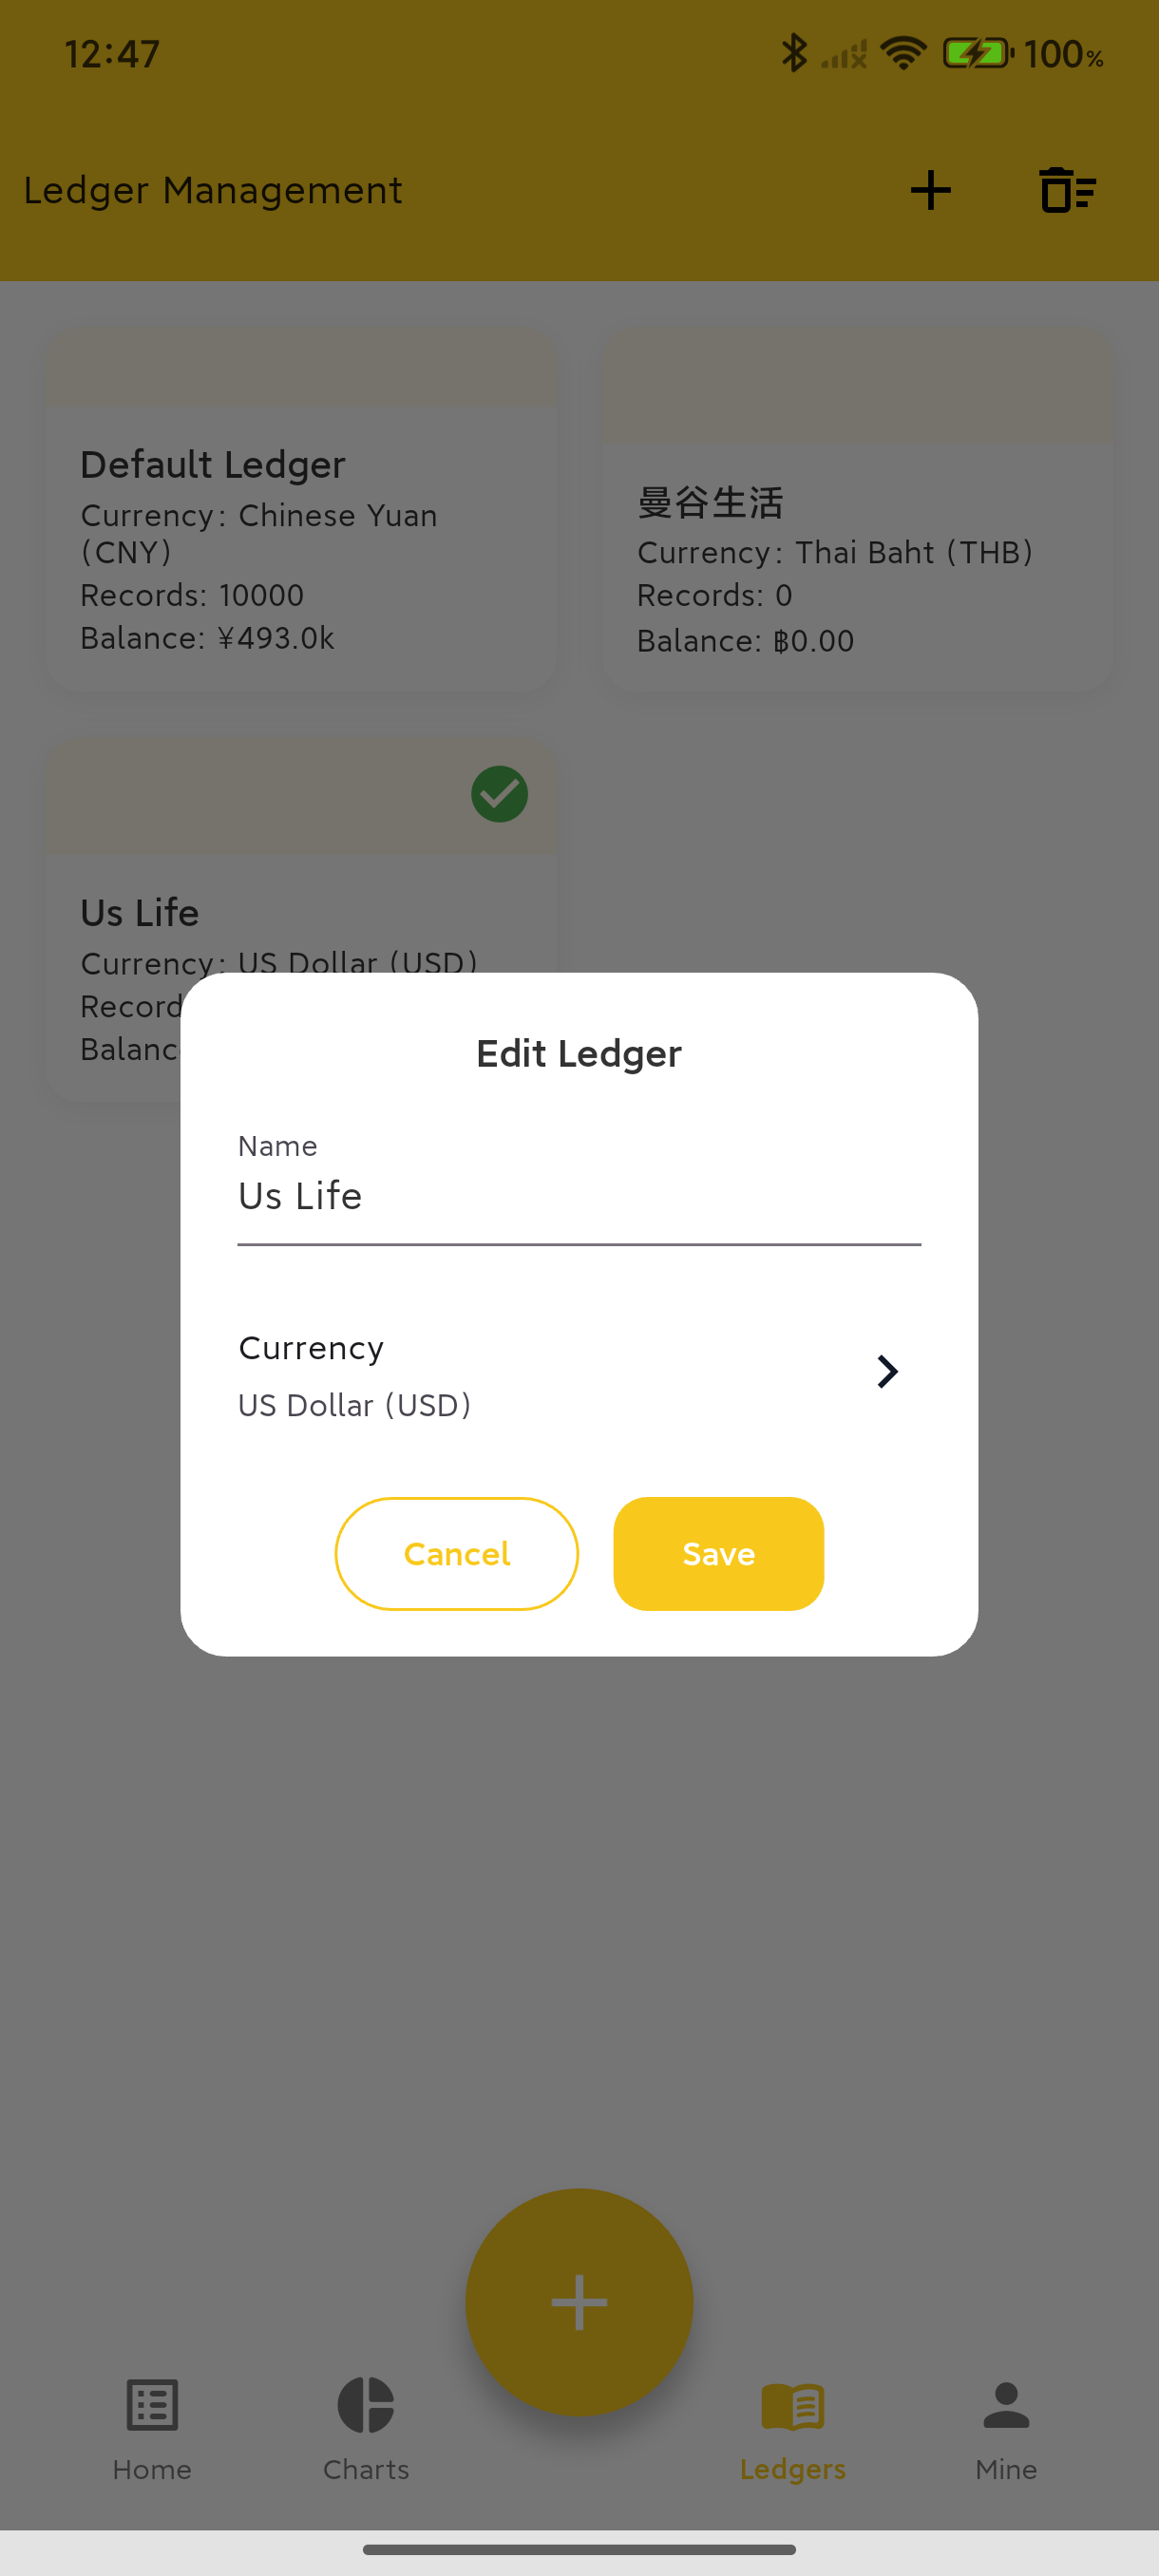 12:47
100%
Ledger Management
Default Ledger
Currency: Chinese Yuan
(CNY)
Records: 10000
Balance: ¥493.0k
曼谷生活
Currency: Thai Baht (THB)
Records: 0
Balance: ฿0.00
Us Life
Currency: US Dollar (USD)
Record
Balanc
Edit Ledger
Name
Us Life
Currency
US Dollar (USD)
Cancel
Save
Home
Charts
Ledgers
Mine